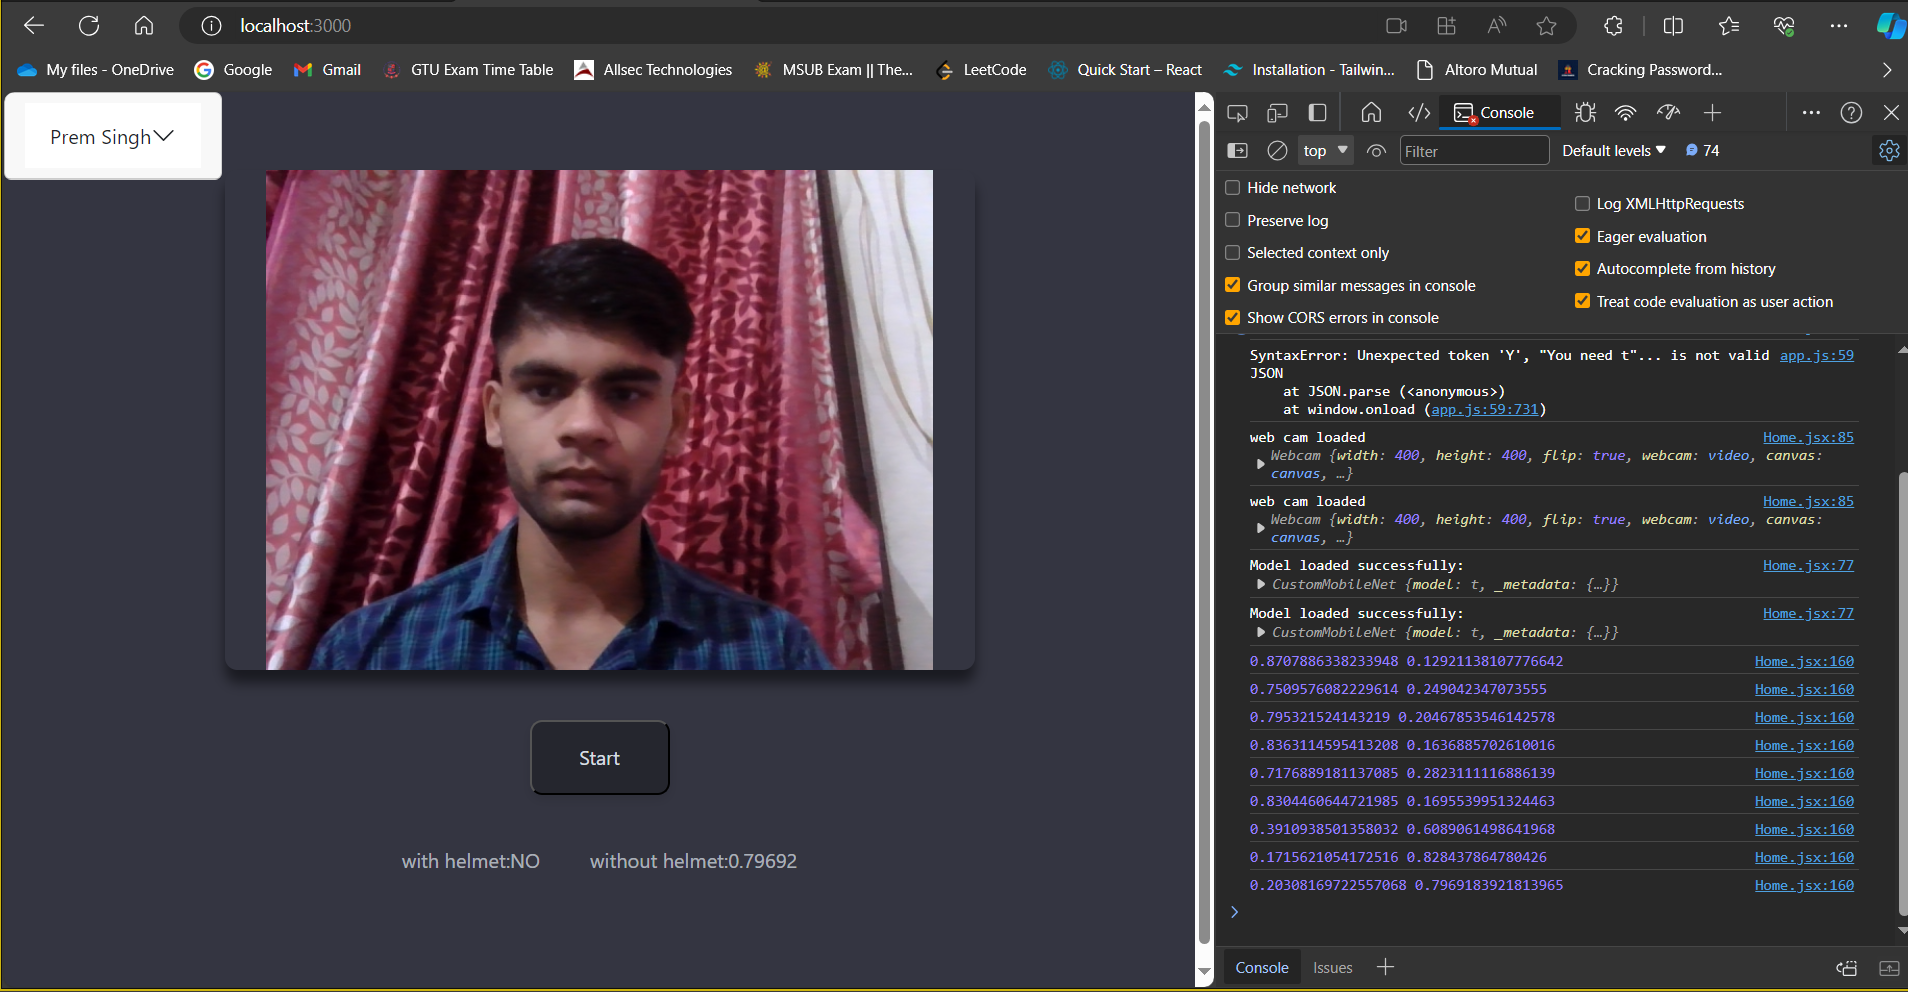 localhost:3000
My files - OneDrive Google Gmail GTU Exam Time Table Allsec Technologies MSUB Exam || The... LeetCode Quick Start – React Installation - Tailwin... Altoro Mutual Cracking Password...
Prem Singh
Start
with helmet:NO without helmet:0.79692
Console
top Filter Default levels 74
Hide network
Preserve log
Selected context only
Group similar messages in console
Show CORS errors in console
Log XMLHttpRequests
Eager evaluation
Autocomplete from history
Treat code evaluation as user action
SyntaxError: Unexpected token 'Y', "You need t"... is not valid app.js:59
JSON
at JSON.parse (<anonymous>)
at window.onload (app.js:59:731)
web cam loaded Home.jsx:85
Webcam {width: 400, height: 400, flip: true, webcam: video, canvas:
canvas, …}
web cam loaded Home.jsx:85
Webcam {width: 400, height: 400, flip: true, webcam: video, canvas:
canvas, …}
Model loaded successfully: Home.jsx:77
CustomMobileNet {model: t, _metadata: {…}}
Model loaded successfully: Home.jsx:77
CustomMobileNet {model: t, _metadata: {…}}
0.8707886338233948 0.12921138107776642 Home.jsx:160
0.7509576082229614 0.249042347073555 Home.jsx:160
0.795321524143219 0.20467853546142578 Home.jsx:160
0.8363114595413208 0.1636885702610016 Home.jsx:160
0.7176889181137085 0.2823111116886139 Home.jsx:160
0.8304460644721985 0.1695539951324463 Home.jsx:160
0.3910938501358032 0.6089061498641968 Home.jsx:160
0.1715621054172516 0.828437864780426 Home.jsx:160
0.20308169722557068 0.7969183921813965 Home.jsx:160
Console Issues